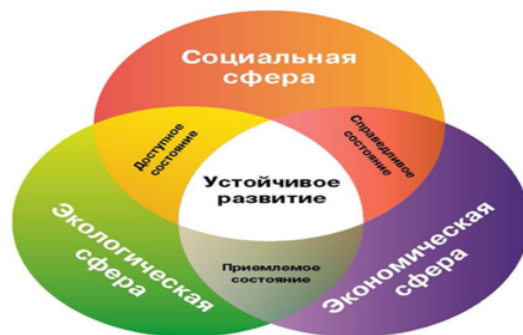 Социальная
сфера
Доступное
состояние
Справедливое
состояние
Устойчивое
развитие
Экологическая
сфера
Приемлемое
состояние
Экономическая
сфера